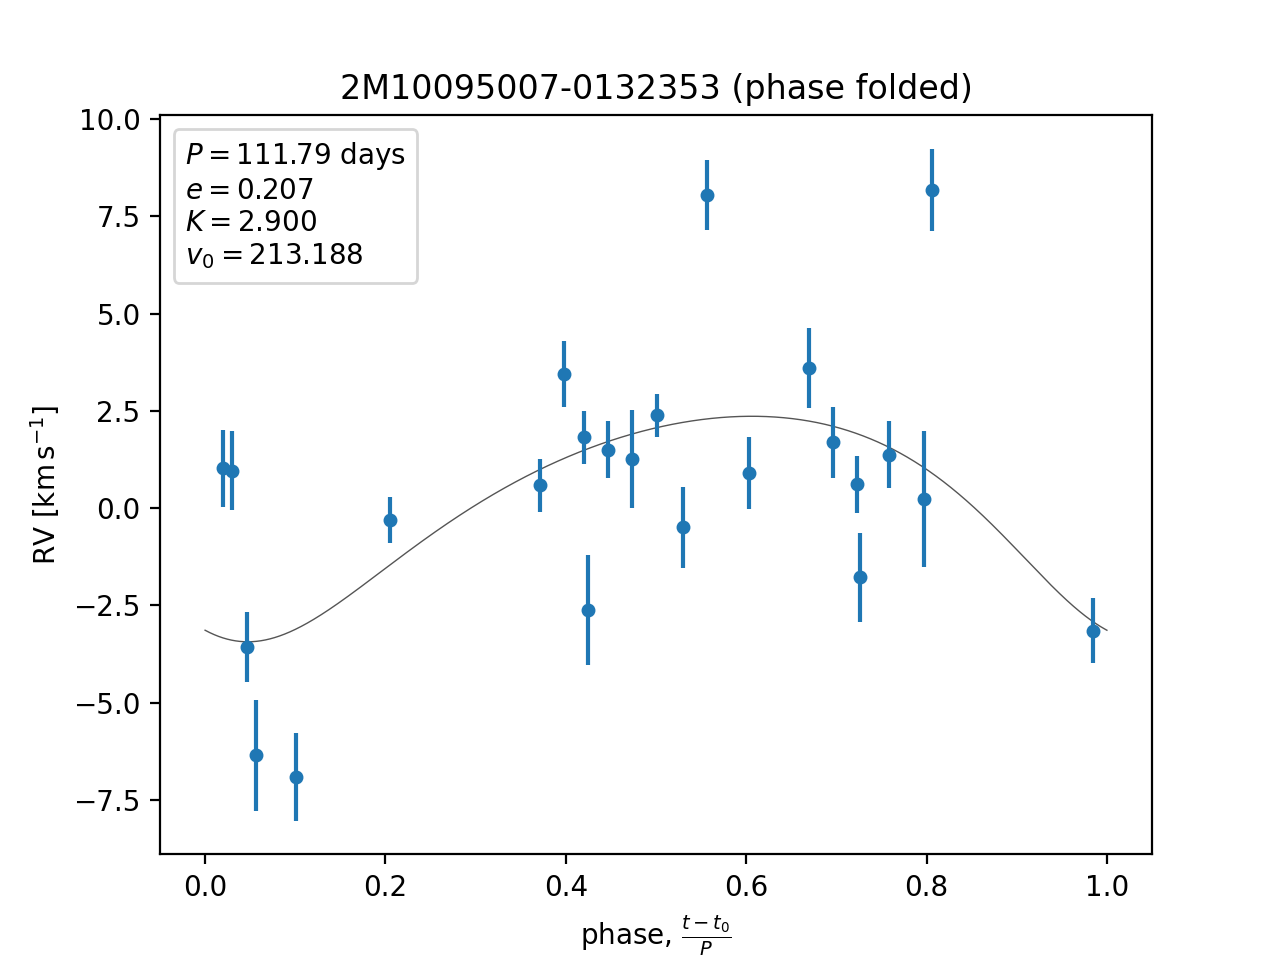 2M10095007-0132353 (phase folded)
P = 111.79 days
e = 0.207
K = 2.900
v₀ = 213.188
10.0
7.5
5.0
2.5
0.0
−2.5
−5.0
−7.5
RV [km s⁻¹]
0.0 0.2 0.4 0.6 0.8 1.0
phase, (t − t₀)/P